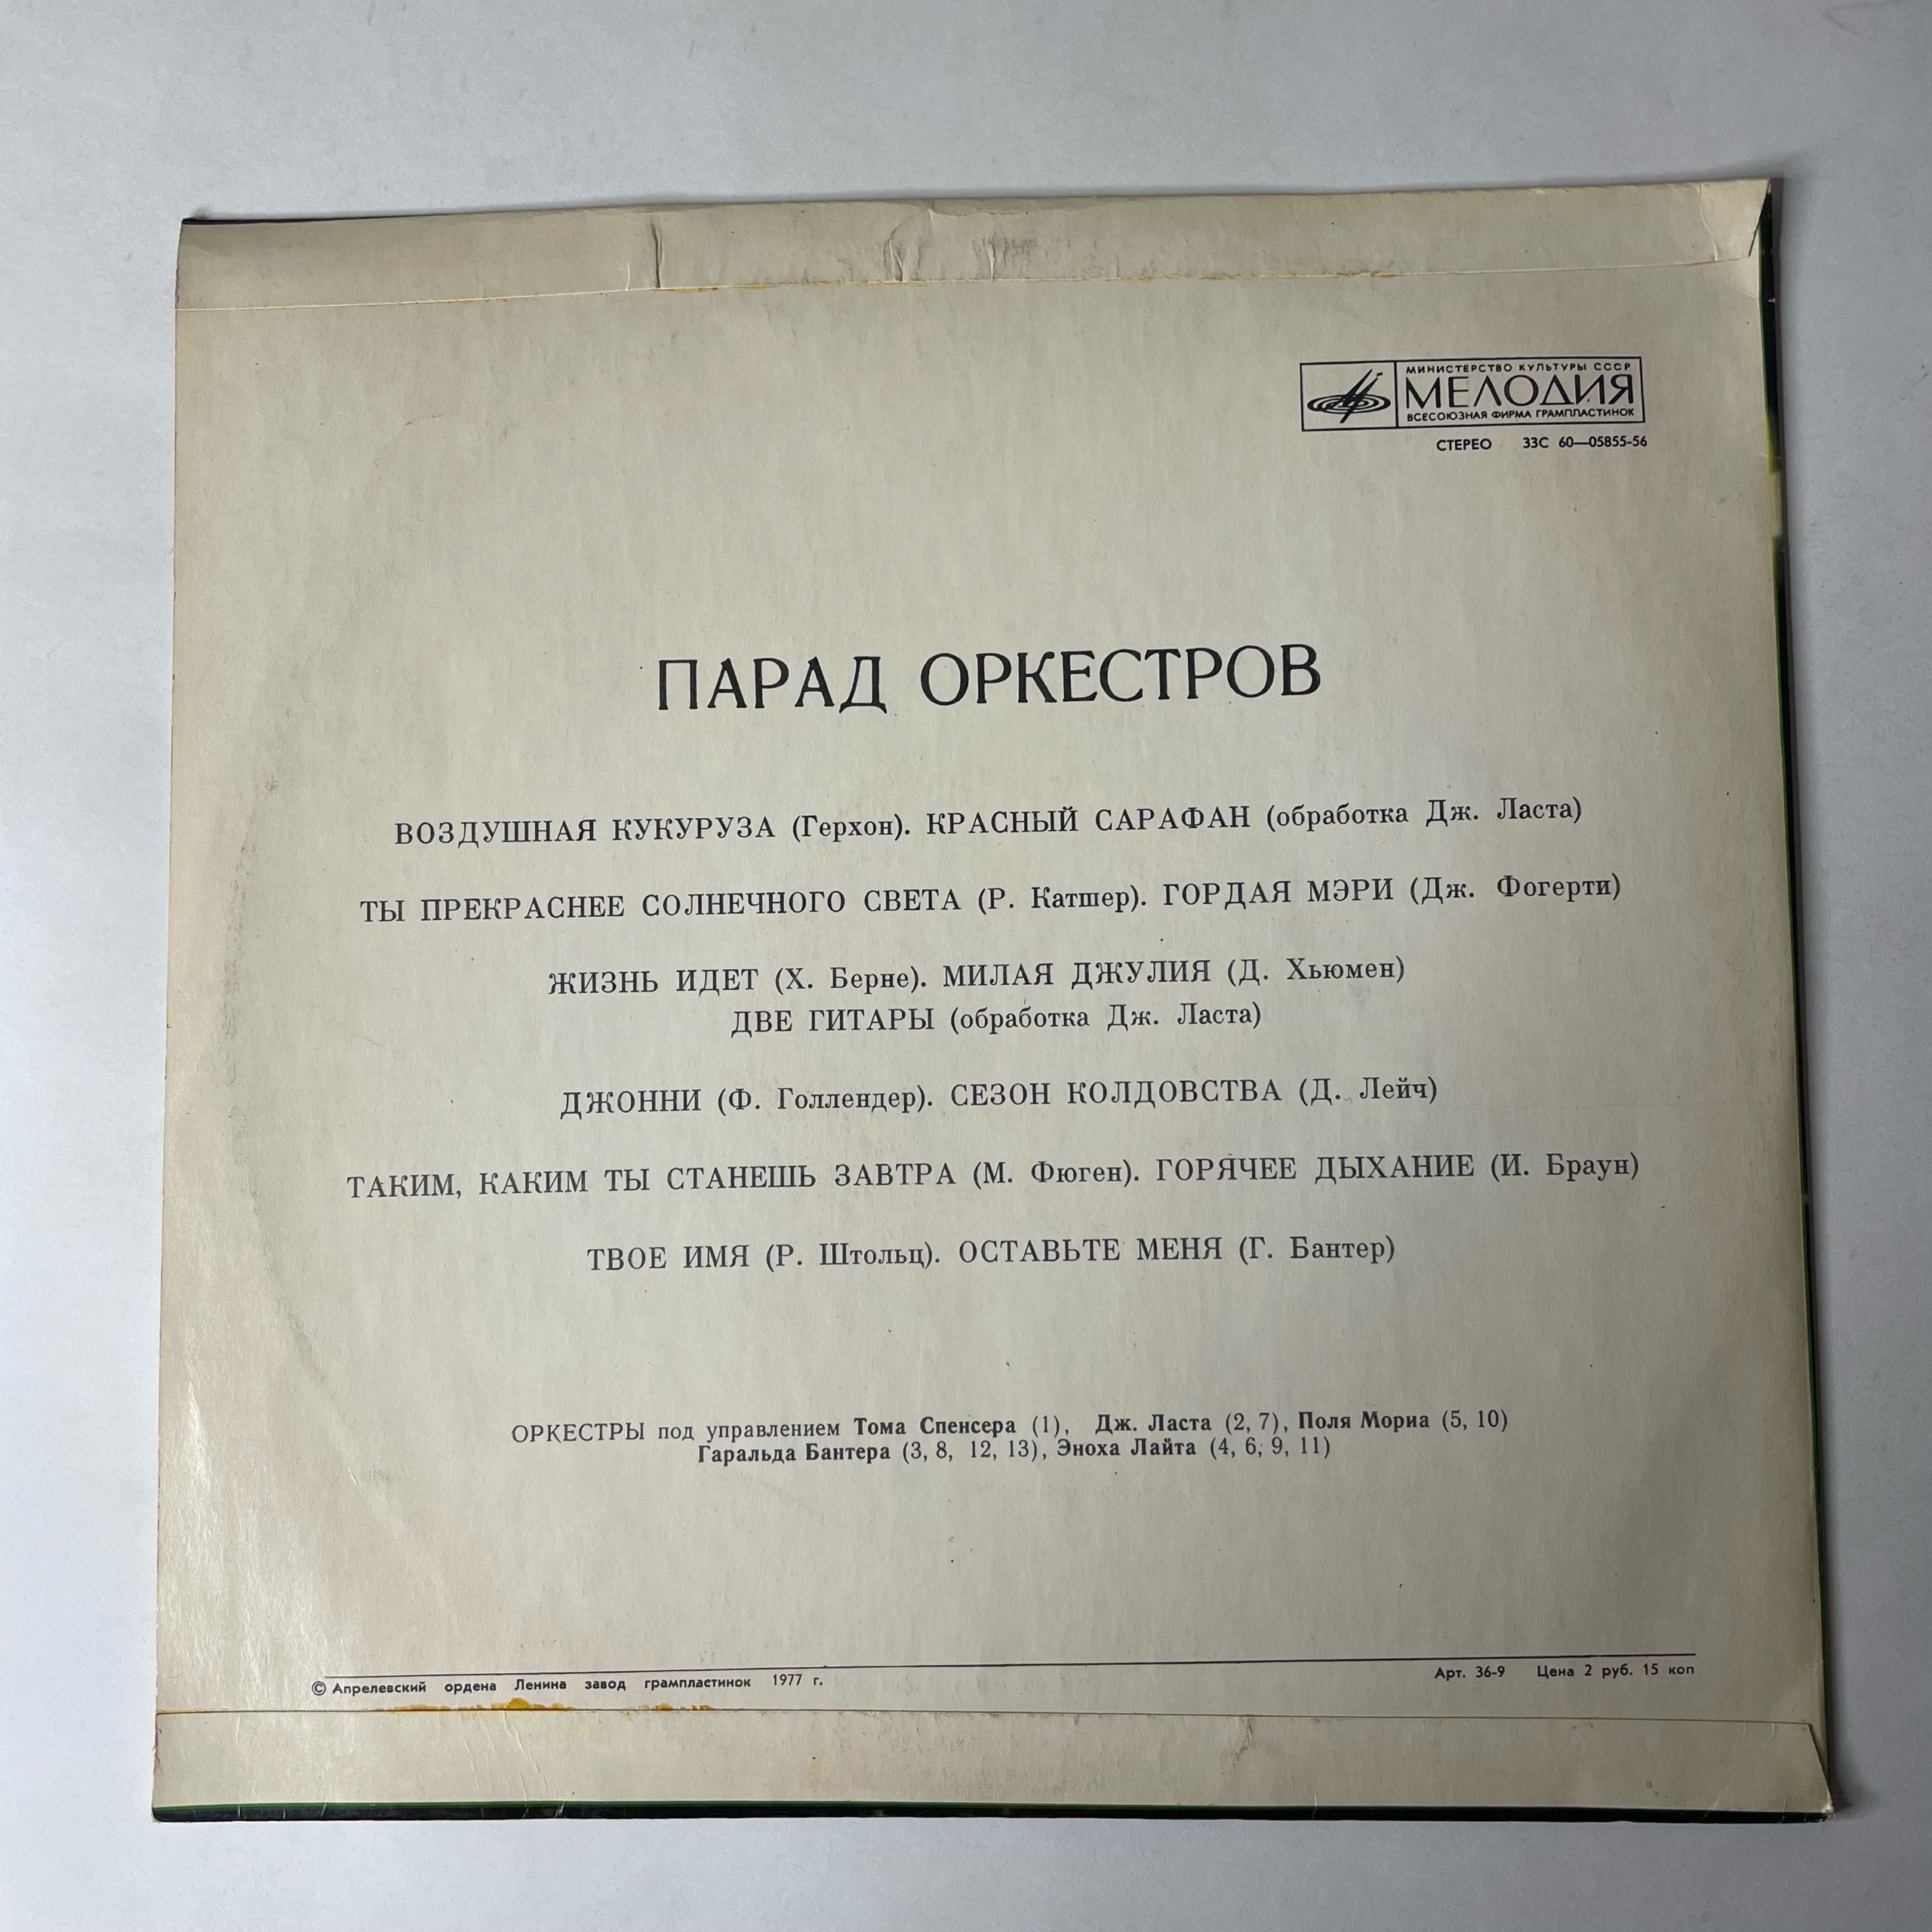 МИНИСТЕРСТВО КУЛЬТУРЫ СССР
МЕЛОДИЯ
ВСЕСОЮЗНАЯ ФИРМА ГРАМПЛАСТИНОК
СТЕРЕО 33С 60—05855-56
ПАРАД ОРКЕСТРОВ
ВОЗДУШНАЯ КУКУРУЗА (Герхон). КРАСНЫЙ САРАФАН (обработка Дж. Ласта)
ТЫ ПРЕКРАСНЕЕ СОЛНЕЧНОГО СВЕТА (Р. Катшер). ГОРДАЯ МЭРИ (Дж. Фогерти)
ЖИЗНЬ ИДЕТ (Х. Берне). МИЛАЯ ДЖУЛИЯ (Д. Хьюмен)
ДВЕ ГИТАРЫ (обработка Дж. Ласта)
ДЖОННИ (Ф. Голлендер). СЕЗОН КОЛДОВСТВА (Д. Лейч)
ТАКИМ, КАКИМ ТЫ СТАНЕШЬ ЗАВТРА (М. Фюген). ГОРЯЧЕЕ ДЫХАНИЕ (И. Браун)
ТВОЕ ИМЯ (Р. Штольц). ОСТАВЬТЕ МЕНЯ (Г. Бантер)
ОРКЕСТРЫ под управлением Тома Спенсера (1), Дж. Ласта (2, 7), Поля Мориа (5, 10)
Гаральда Бантера (3, 8, 12, 13), Эноха Лайта (4, 6, 9, 11)
© Апрелевский ордена Ленина завод грампластинок 1977 г. Арт. 36-9 Цена 2 руб. 15 коп